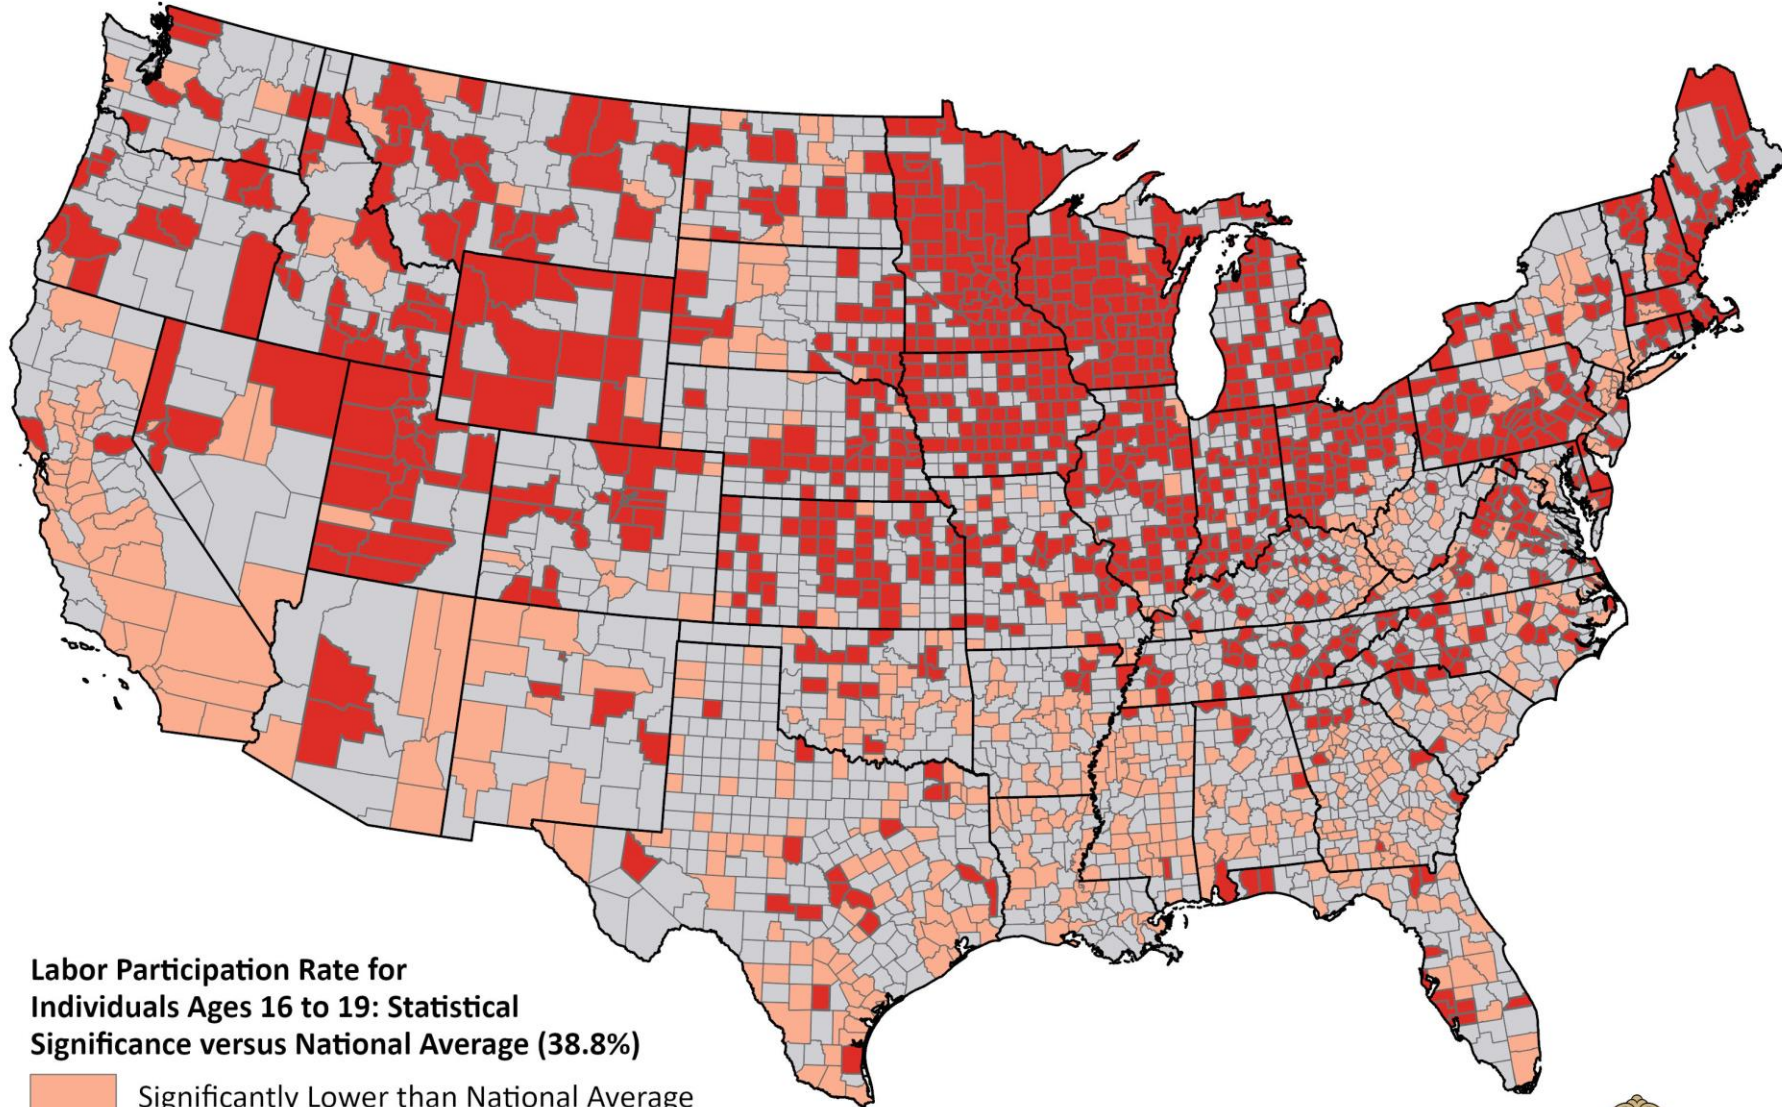 Labor Participation Rate for
Individuals Ages 16 to 19: Statistical
Significance versus National Average (38.8%)
Significantly Lower than National Average